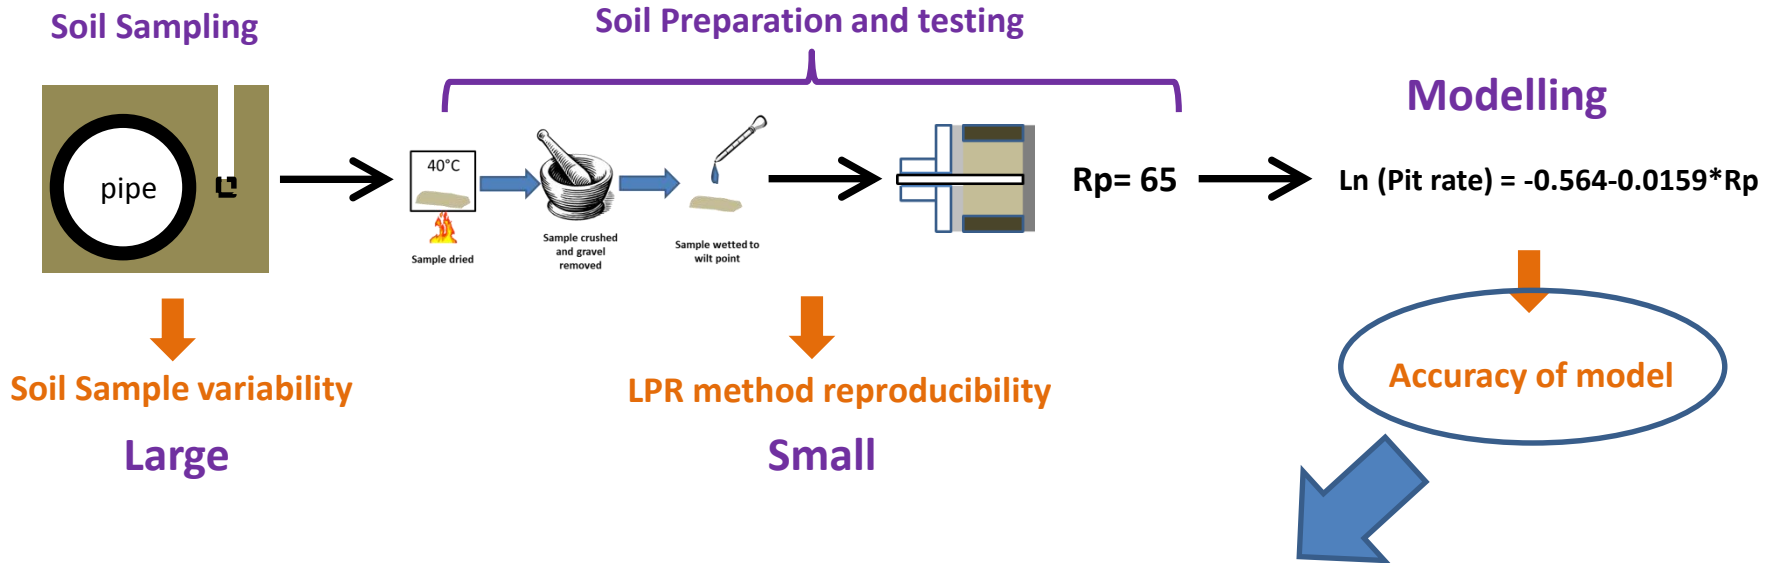 Soil Sampling
Soil Preparation and testing
Modelling
pipe
40°C
Sample dried
Sample crushed
and gravel
removed
Sample wetted to
wilt point
Rp= 65
Ln (Pit rate) = -0.564-0.0159*Rp
Soil Sample variability
LPR method reproducibility
Accuracy of model
Large
Small